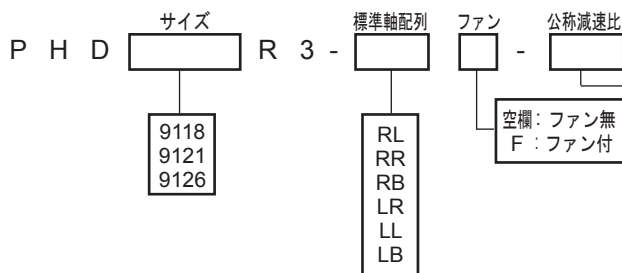 サイズ 標準軸配列 ファン 公称減速比
P H D R 3 - -
9118
9121
9126
RL
RR
RB
LR
LL
LB
空欄：ファン無
F ：ファン付